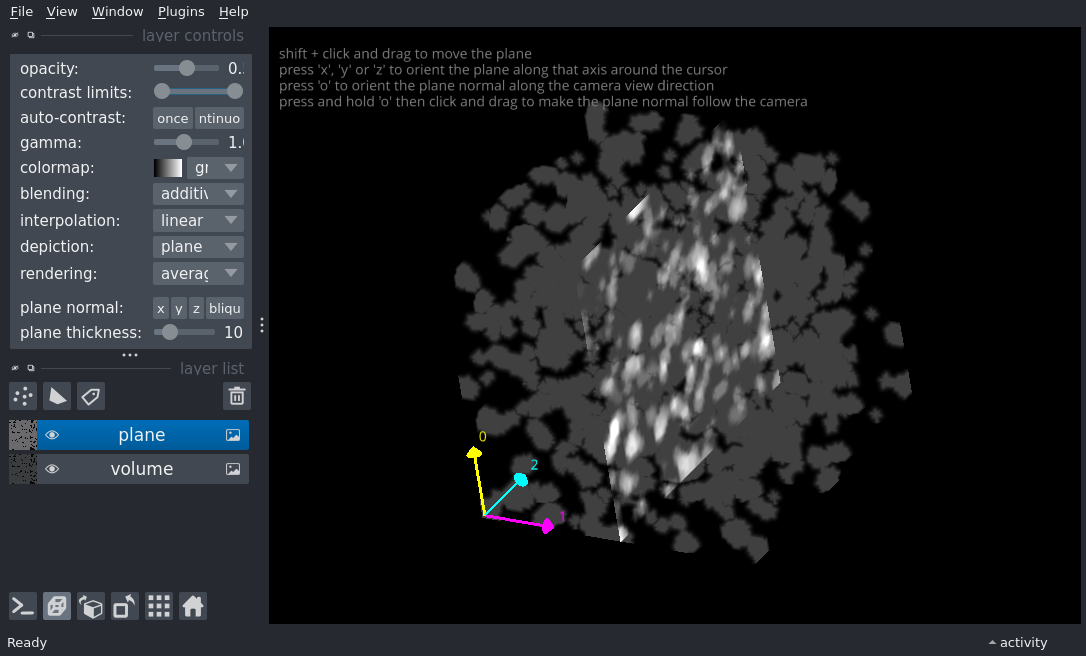 File View Window Plugins Help
layer controls
opacity: 0.
contrast limits:
auto-contrast: once ntinuo
gamma: 1.
colormap: gr
blending: additiv
interpolation: linear
depiction: plane
rendering: averag
plane normal: x y z bliqu
plane thickness: 10
layer list
plane
volume
Ready
shift + click and drag to move the plane
press 'x', 'y' or 'z' to orient the plane along that axis around the cursor
press 'o' to orient the plane normal along the camera view direction
press and hold 'o' then click and drag to make the plane normal follow the camera
0
2
1
activity